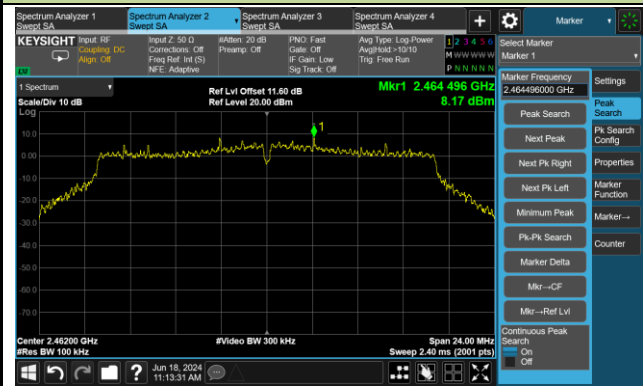 Spectrum Analyzer 1
Swept SA
Spectrum Analyzer 2
Swept SA
Spectrum Analyzer 3
Swept SA
Spectrum Analyzer 4
Swept SA
Marker
KEYSIGHT
Input: RF
Coupling: DC
Align: Off
Input Z: 50 Ω
Corrections: Off
Freq Ref: Int (S)
NFE: Adaptive
#Atten: 20 dB
Preamp: Off
PNO: Fast
Gate: Off
IF Gain: Low
Sig Track: Off
Avg Type: Log-Power
Avg|Hold:>10/10
Trig: Free Run
1 2 3 4 5 6
M W W W W W
P N N N N N
Select Marker
Marker 1
LVI
1 Spectrum
Scale/Div 10 dB
Log
Ref Lvl Offset 11.60 dB
Ref Level 20.00 dBm
Mkr1 2.464 496 GHz
8.17 dBm
1
10.0
0.00
-10.0
-20.0
-30.0
-40.0
-50.0
-60.0
-70.0
Center 2.46200 GHz
#Res BW 100 kHz
#Video BW 300 kHz
Span 24.00 MHz
Sweep 2.40 ms (2001 pts)
Marker Frequency
2.464496000 GHz
Peak Search
Next Peak
Next Pk Right
Next Pk Left
Minimum Peak
Pk-Pk Search
Marker Delta
Mkr→CF
Mkr→Ref Lvl
Continuous Peak
Search
On
Off
Settings
Peak
Search
Pk Search
Config
Properties
Marker
Function
Marker→
Counter
Jun 18, 2024
11:13:31 AM